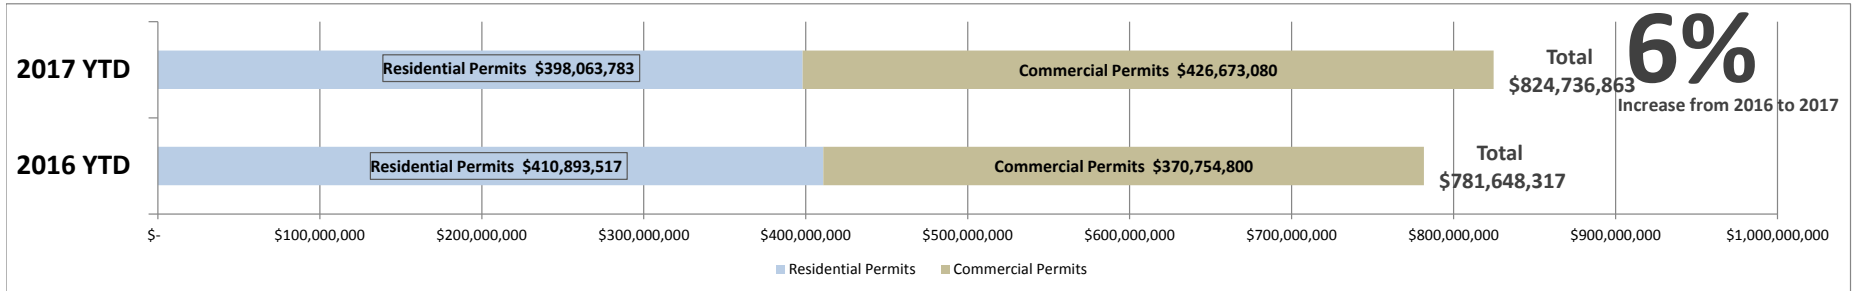 6%
2017 YTD
Residential Permits $398,063,783
Commercial Permits $426,673,080
Total
$824,736,863
Increase from 2016 to 2017
2016 YTD
Residential Permits $410,893,517
Commercial Permits $370,754,800
Total
$781,648,317
$- $100,000,000 $200,000,000 $300,000,000 $400,000,000 $500,000,000 $600,000,000 $700,000,000 $800,000,000 $900,000,000 $1,000,000,000
Residential Permits Commercial Permits